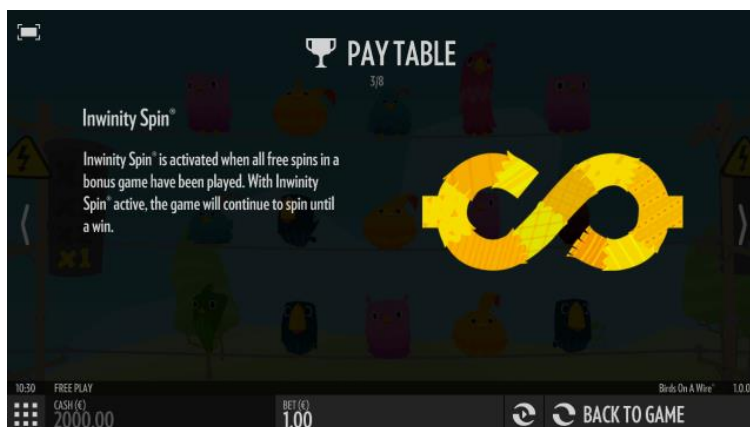 PAY TABLE
3/8
Inwinity Spin®
Inwinity Spin® is activated when all free spins in a
bonus game have been played. With Inwinity
Spin® active, the game will continue to spin until
a win.
x1
10:30 FREE PLAY Birds On A Wire™ 1.0.0
CASH (€)
2000.00
BET (€)
1.00
BACK TO GAME